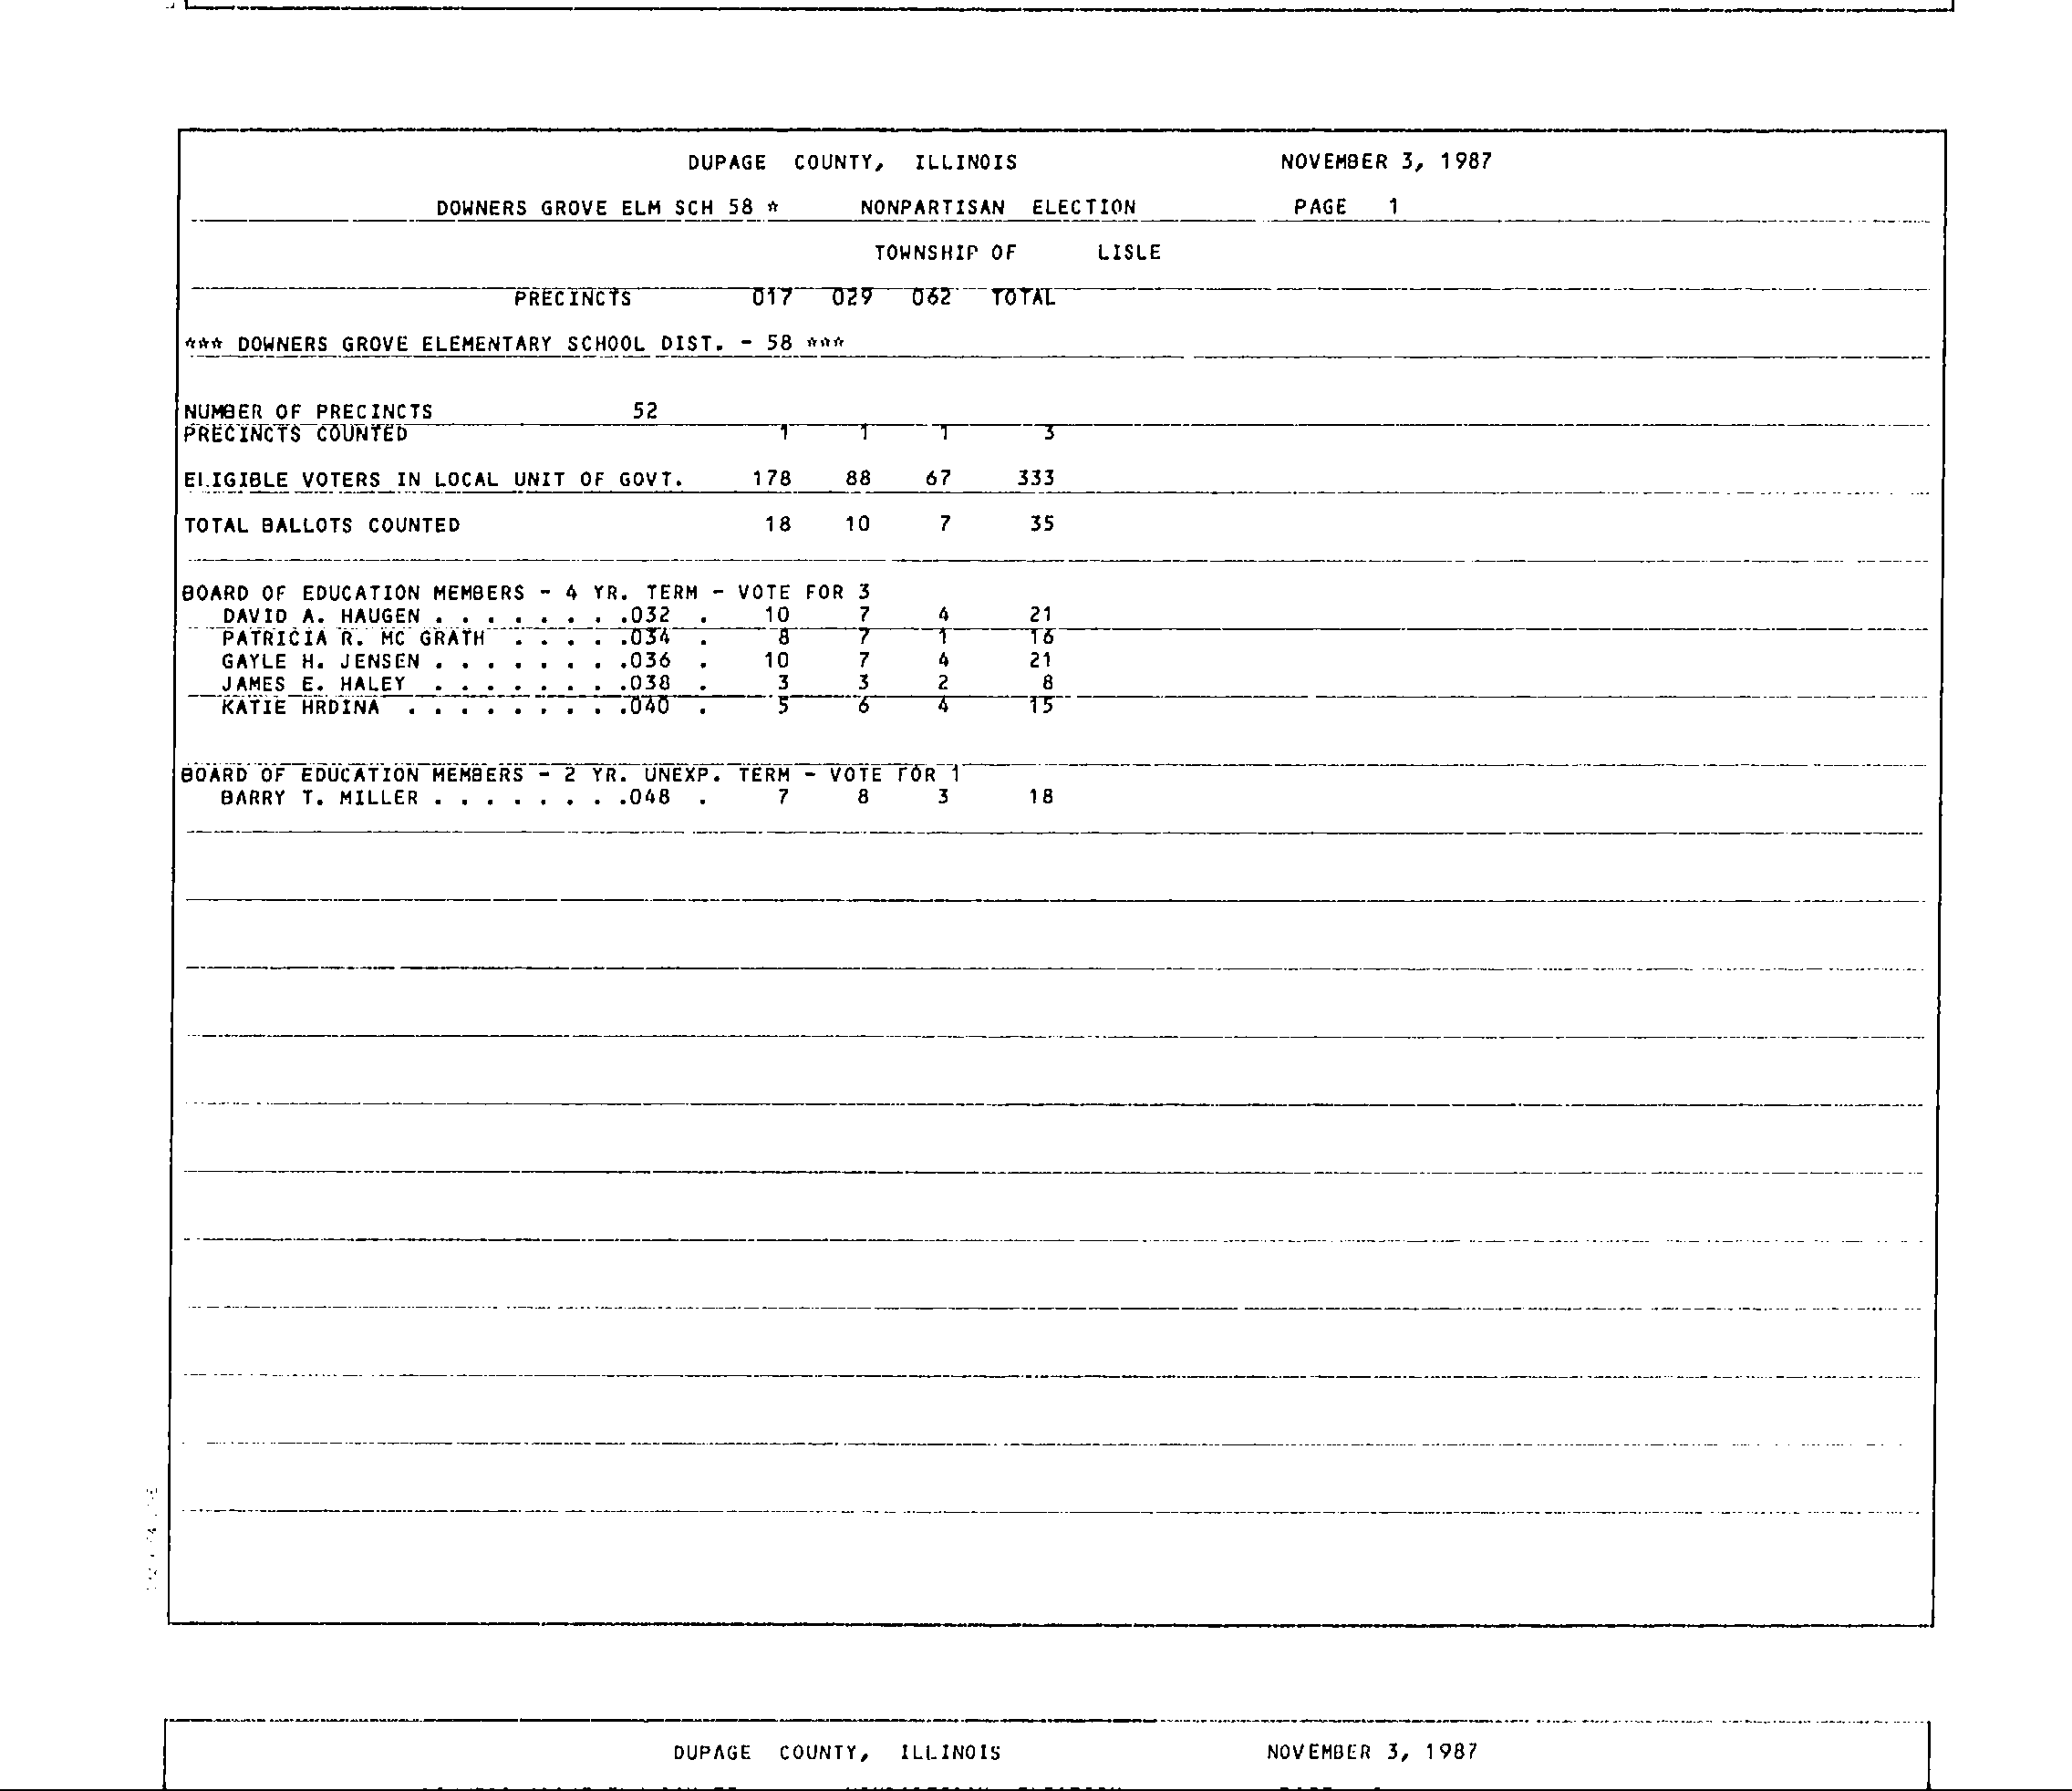 DUPAGE COUNTY, ILLINOIS NOVEMBER 3, 1987
DOWNERS GROVE ELM SCH 58 * NONPARTISAN ELECTION PAGE 1
TOWNSHIP OF LISLE
PRECINCTS 017 029 062 TOTAL
*** DOWNERS GROVE ELEMENTARY SCHOOL DIST. - 58 ***
NUMBER OF PRECINCTS 52
PRECINCTS COUNTED 1 1 1 3
ELIGIBLE VOTERS IN LOCAL UNIT OF GOVT. 178 88 67 333
TOTAL BALLOTS COUNTED 18 10 7 35
BOARD OF EDUCATION MEMBERS - 4 YR. TERM - VOTE FOR 3
DAVID A. HAUGEN . . . . . . . .032 . 10 7 4 21
PATRICIA R. MC GRATH . . . . .034 . 8 7 1 16
GAYLE H. JENSEN . . . . . . . .036 . 10 7 4 21
JAMES E. HALEY . . . . . . . .038 . 3 3 2 8
KATIE HRDINA . . . . . . . . .040 . 5 6 4 15
BOARD OF EDUCATION MEMBERS - 2 YR. UNEXP. TERM - VOTE FOR 1
BARRY T. MILLER . . . . . . . .048 . 7 8 3 18
DUPAGE COUNTY, ILLINOIS NOVEMBER 3, 1987